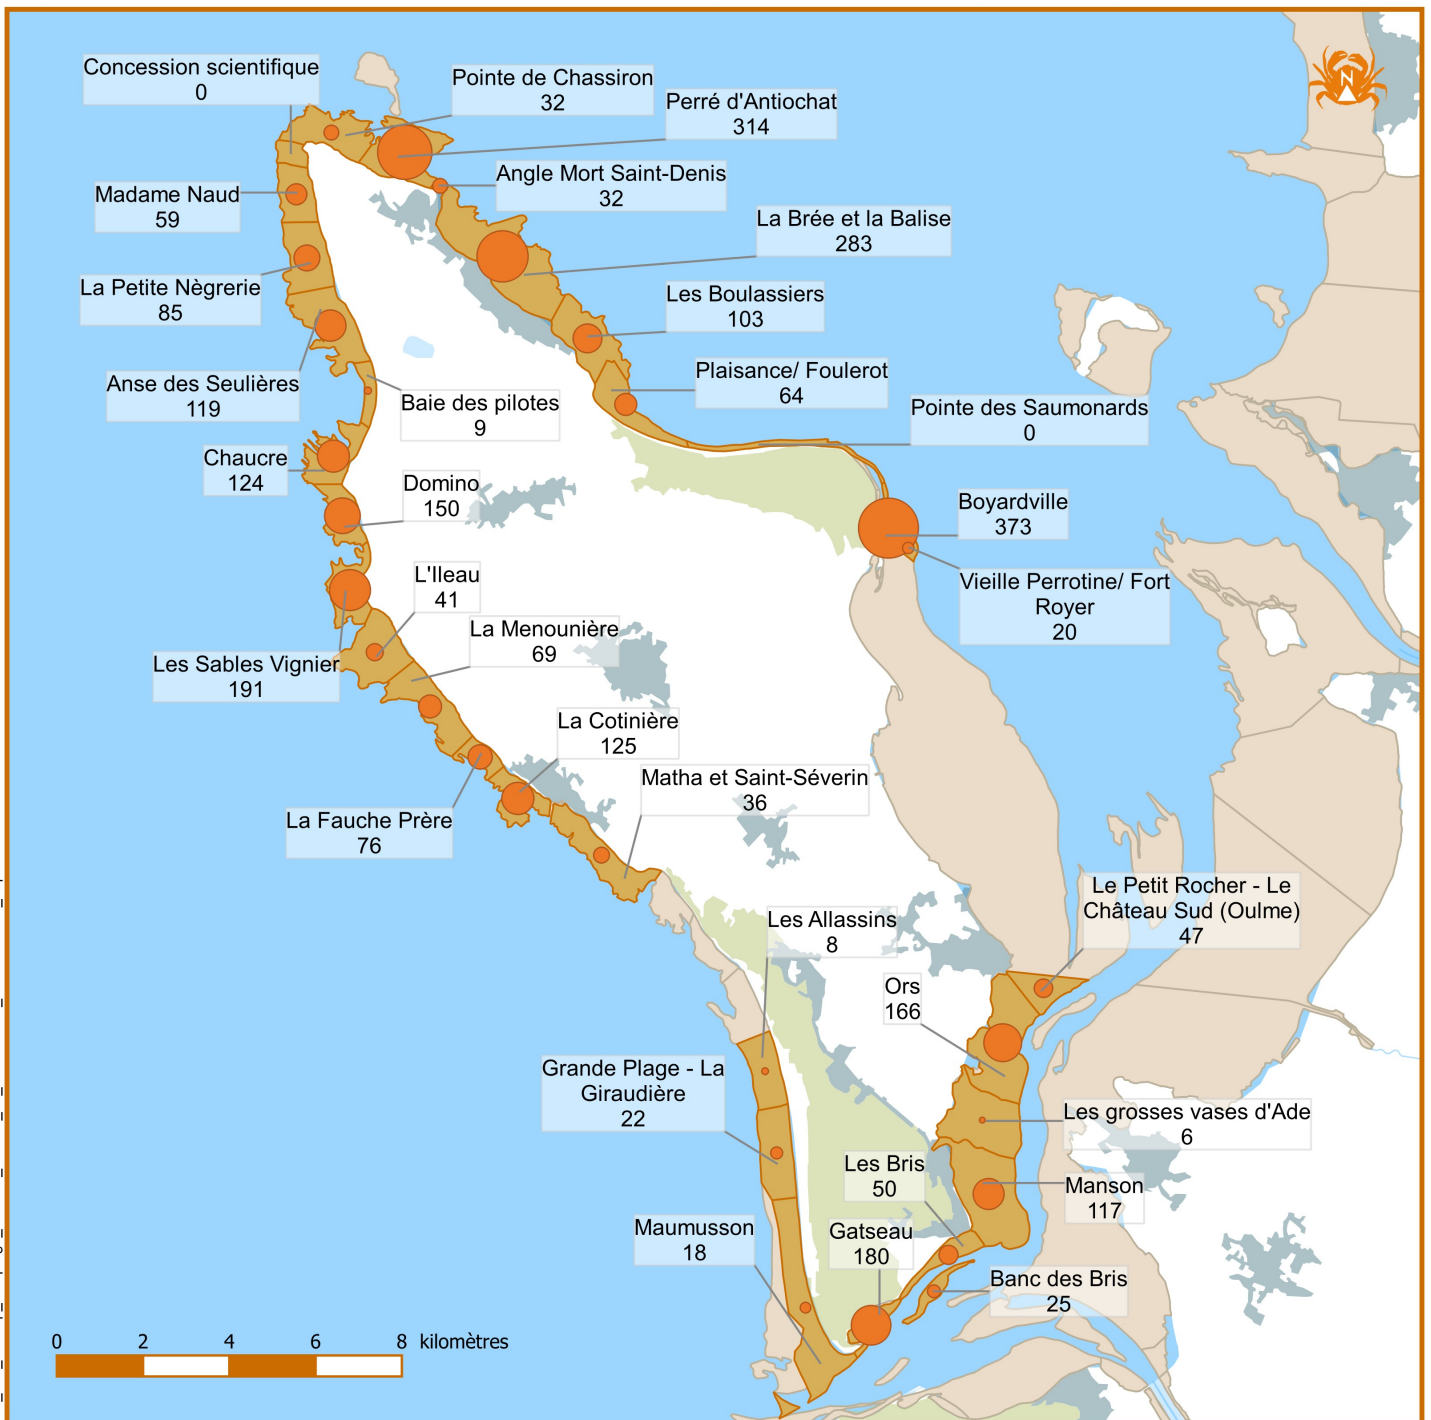 Concession scientifique
0
Pointe de Chassiron
32
Perré d'Antiochat
314
N
Angle Mort Saint-Denis
32
Madame Naud
59
La Brée et la Balise
283
La Petite Nègrerie
85
Les Boulassiers
103
Anse des Seulières
119
Baie des pilotes
9
Plaisance/ Foulerot
64
Pointe des Saumonards
0
Chaucre
124
Domino
150
Boyardville
373
L'Ileau
41
Vieille Perrotine/ Fort
Royer
20
La Menounière
69
Les Sables Vignier
191
La Cotinière
125
Matha et Saint-Séverin
36
La Fauche Prère
76
Le Petit Rocher - Le
Château Sud (Oulme)
47
Les Allassins
8
Ors
166
Grande Plage - La
Giraudière
22
Les grosses vases d'Ade
6
Les Bris
50
Manson
117
Maumusson
18
Gatseau
180
Banc des Bris
25
0 2 4 6 8 kilomètres